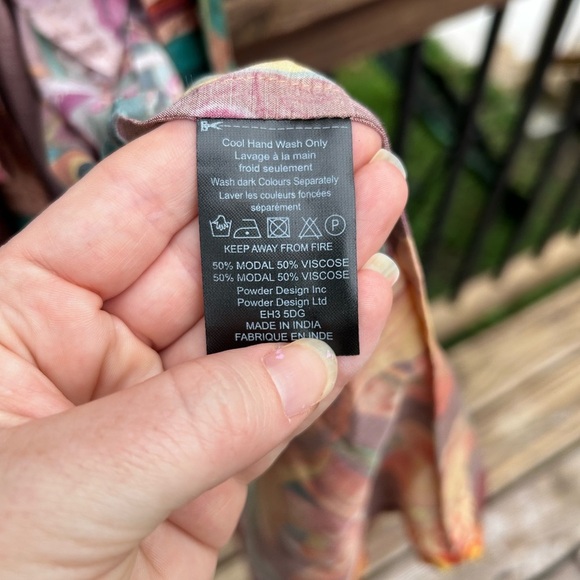 Cool Hand Wash Only
Lavage à la main
froid seulement
Wash dark Colours Separately
Laver les couleurs foncées
séparément
P
KEEP AWAY FROM FIRE
50% MODAL 50% VISCOSE
50% MODAL 50% VISCOSE
Powder Design Inc
Powder Design Ltd
EH3 5DG
MADE IN INDIA
FABRIQUE EN INDE